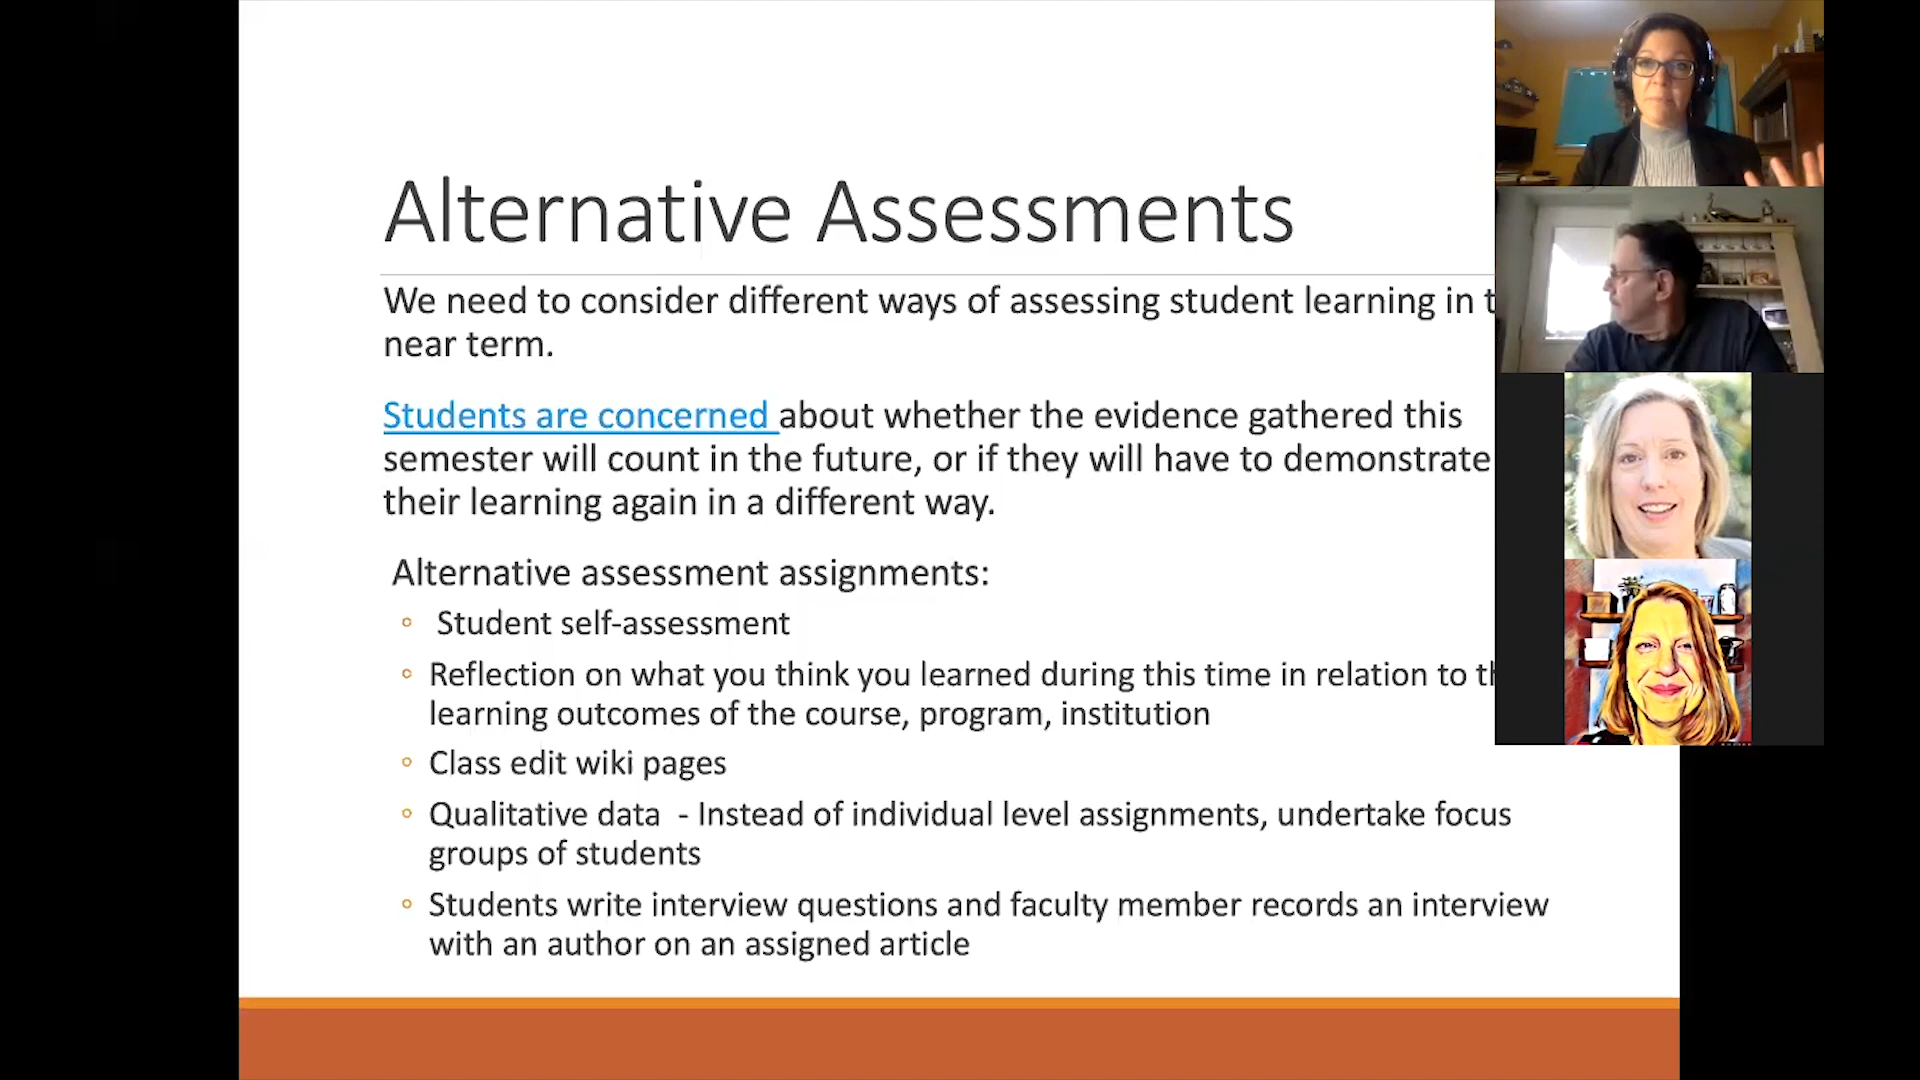 Alternative Assessments
We need to consider different ways of assessing student learning in
near term.
Students are concerned about whether the evidence gathered this
semester will count in the future, or if they will have to demonstrate
their learning again in a different way.
Alternative assessment assignments:
◦ Student self-assessment
◦ Reflection on what you think you learned during this time in relation to
learning outcomes of the course, program, institution
◦ Class edit wiki pages
◦ Qualitative data - Instead of individual level assignments, undertake focus
groups of students
◦ Students write interview questions and faculty member records an interview
with an author on an assigned article